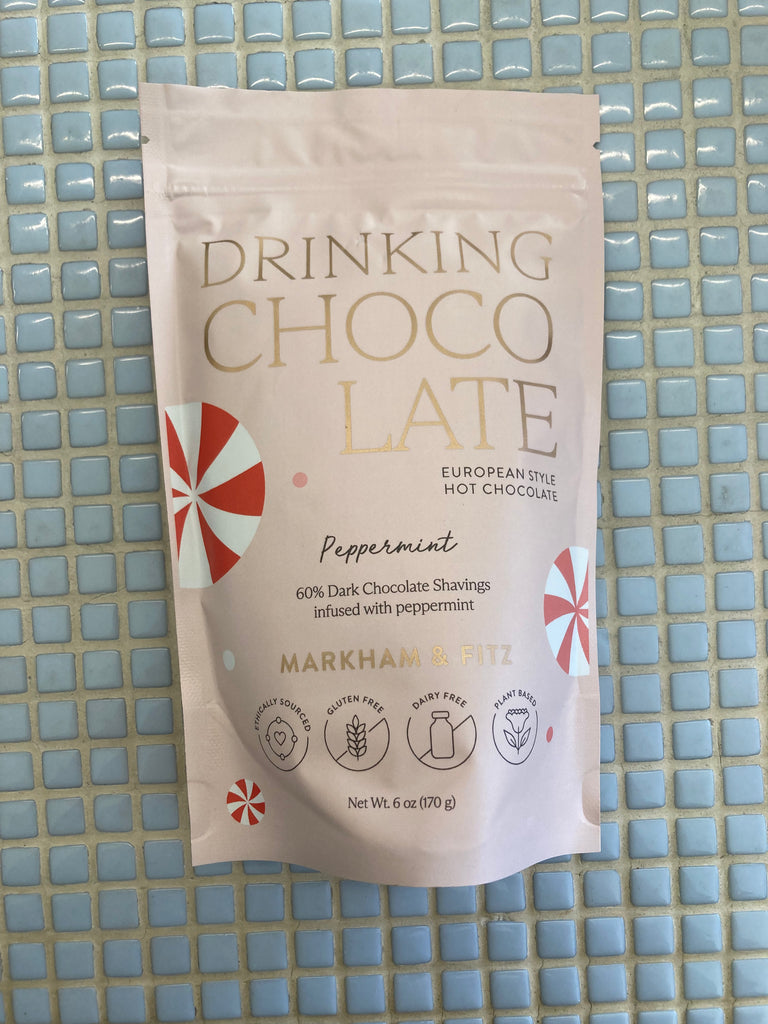 DRINKING
CHOCO
LATE
EUROPEAN STYLE
HOT CHOCOLATE
Peppermint
60% Dark Chocolate Shavings
infused with peppermint
MARKHAM & FITZ
ETHICALLY SOURCED
GLUTEN FREE
DAIRY FREE
PLANT BASED
Net Wt. 6 oz (170 g)